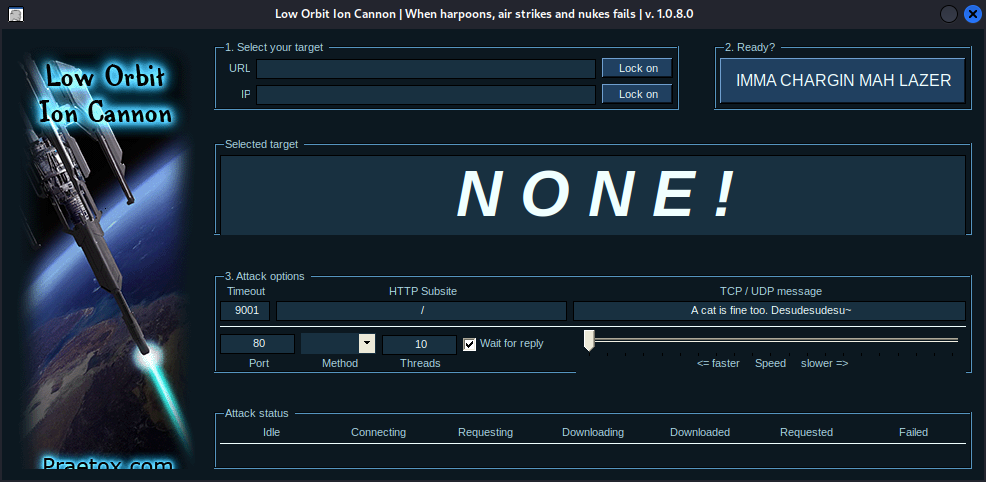 Low Orbit Ion Cannon | When harpoons, air strikes and nukes fails | v. 1.0.8.0
Low Orbit
Ion Cannon
Praetox.com
1. Select your target
URL
Lock on
IP
Lock on
2. Ready?
IMMA CHARGIN MAH LAZER
Selected target
N O N E !
3. Attack options
Timeout HTTP Subsite TCP / UDP message
9001 / A cat is fine too. Desudesudesu~
80 10 Wait for reply
Port Method Threads <= faster Speed slower =>
Attack status
Idle Connecting Requesting Downloading Downloaded Requested Failed